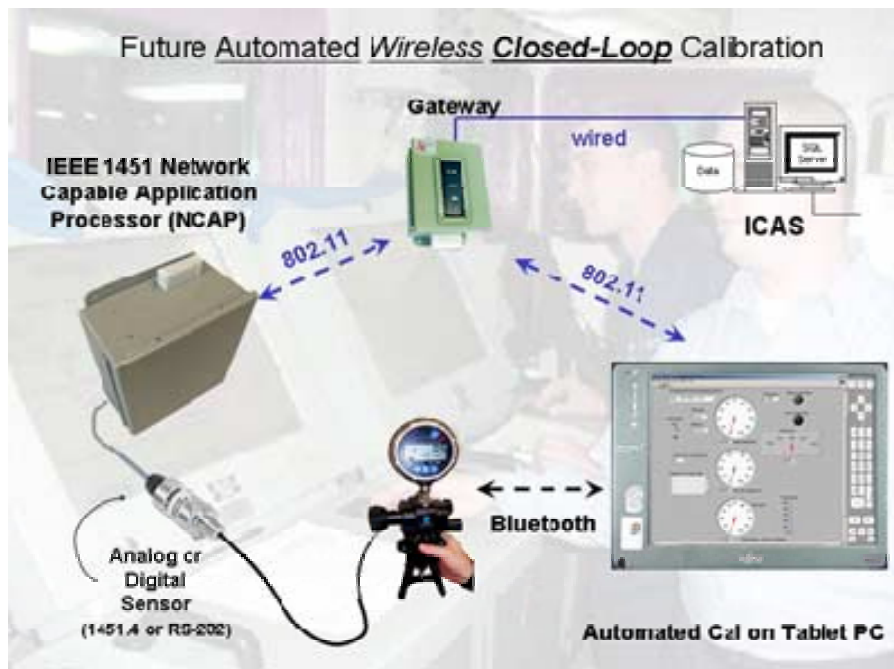 Future Automated Wireless Closed-Loop Calibration
Gateway
wired
Data
SQL
Server
ICAS
IEEE 1451 Network
Capable Application
Processor (NCAP)
802.11
802.11
Bluetooth
Analog or
Digital
Sensor
(1451.4 or RS-202)
Automated Cal on Tablet PC